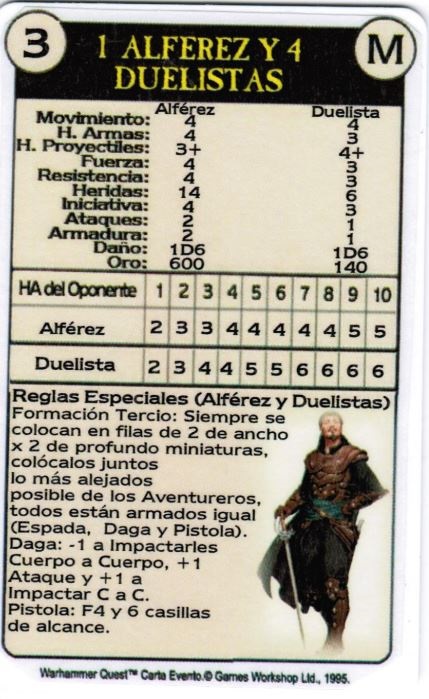 3
M
1 ALFEREZ Y 4
DUELISTAS
Alférez Duelista
Movimiento: 4 4
H. Armas: 4 3
H. Proyectiles: 3+ 4+
Fuerza: 4 3
Resistencia: 4 3
Heridas: 14 6
Iniciativa: 4 3
Ataques: 2 1
Armadura: 2 1
Daño: 1D6 1D6
Oro: 600 140
HA del Oponente 1 2 3 4 5 6 7 8 9 10
Alférez 2 3 3 4 4 4 4 4 5 5
Duelista 2 3 4 4 5 5 6 6 6 6
Reglas Especiales (Alférez y Duelistas)
Formación Tercio: Siempre se
colocan en filas de 2 de ancho
x 2 de profundo miniaturas,
colócalos juntos
lo más alejados
posible de los Aventureros,
todos están armados igual
(Espada, Daga y Pistola).
Daga: -1 a Impactarles
Cuerpo a Cuerpo, +1
Ataque y +1 a
Impactar C a C.
Pistola: F4 y 6 casillas
de alcance.
Warhammer Quest™ Carta Evento.© Games Workshop Ltd., 1995.